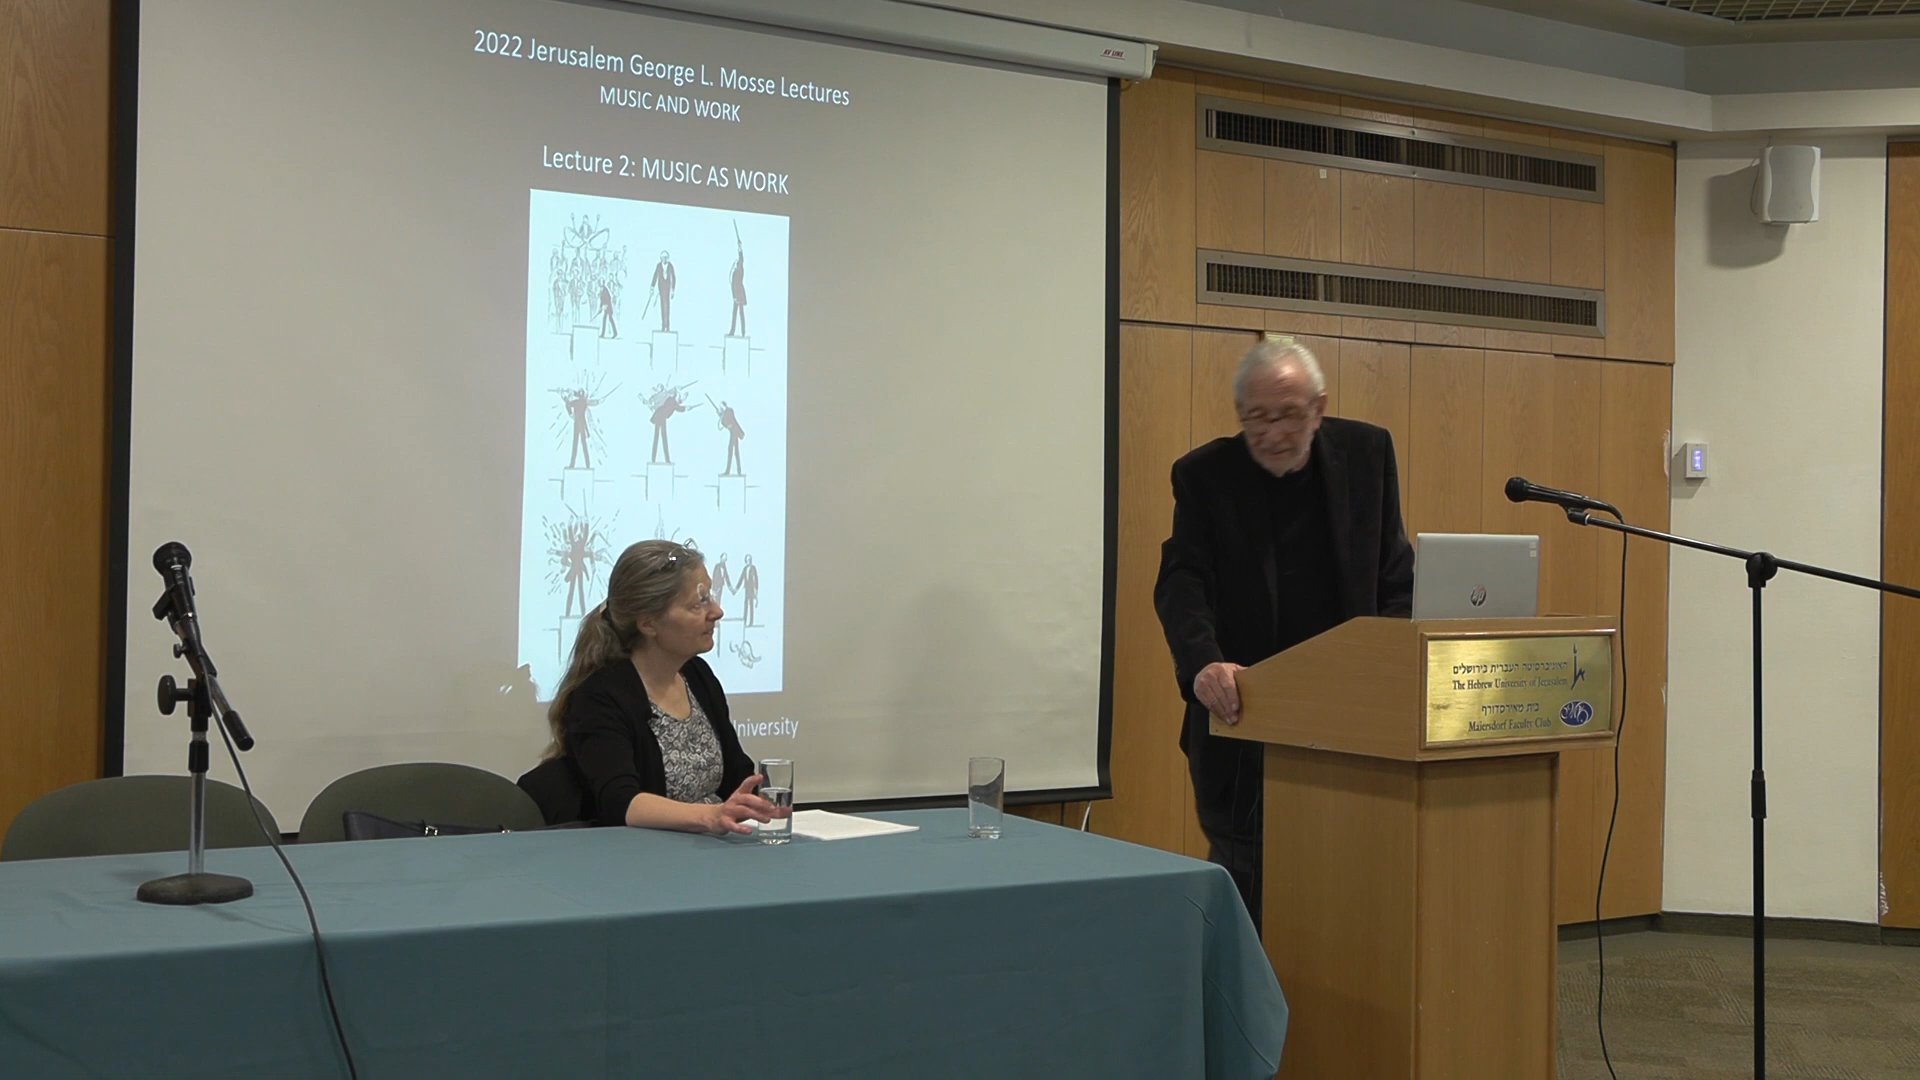 AV LINE
2022 Jerusalem George L. Mosse Lectures
MUSIC AND WORK
Lecture 2: MUSIC AS WORK
University
האוניברסיטה העברית בירושלים
The Hebrew University of Jerusalem
בית מאירסדורף
Maiersdorf Faculty Club
hp